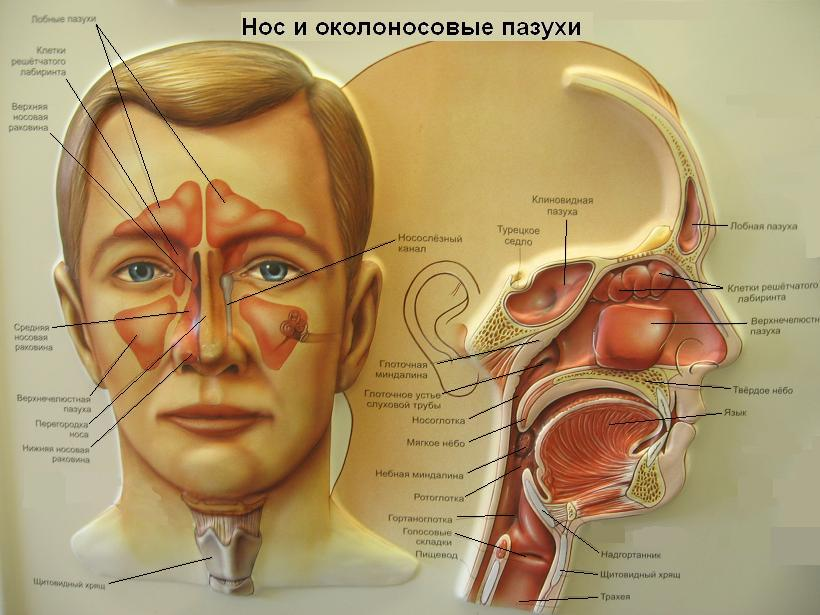 Нос и околоносовые пазухи
Лобные пазухи
Клетки
решётчатого
лабиринта
Верхняя
носовая
раковина
Средняя
носовая
раковина
Верхнечелюстная
пазуха
Перегородка
носа
Нижняя носовая
раковина
Щитовидный хрящ
Носослёзный
канал
Клиновидная
пазуха
Турецкое
седло
Глоточная
миндалина
Глоточное устье
слуховой трубы
Носоглотка
Мягкое нёбо
Небная миндалина
Ротоглотка
Гортаноглотка
Голосовые
складки
Пищевод
Лобная пазуха
Клетки решётчатого
лабиринта
Верхнечелюстн
пазуха
Твёрдое нёбо
Язык
Надгортанник
Щитовидный хрящ
Трахея